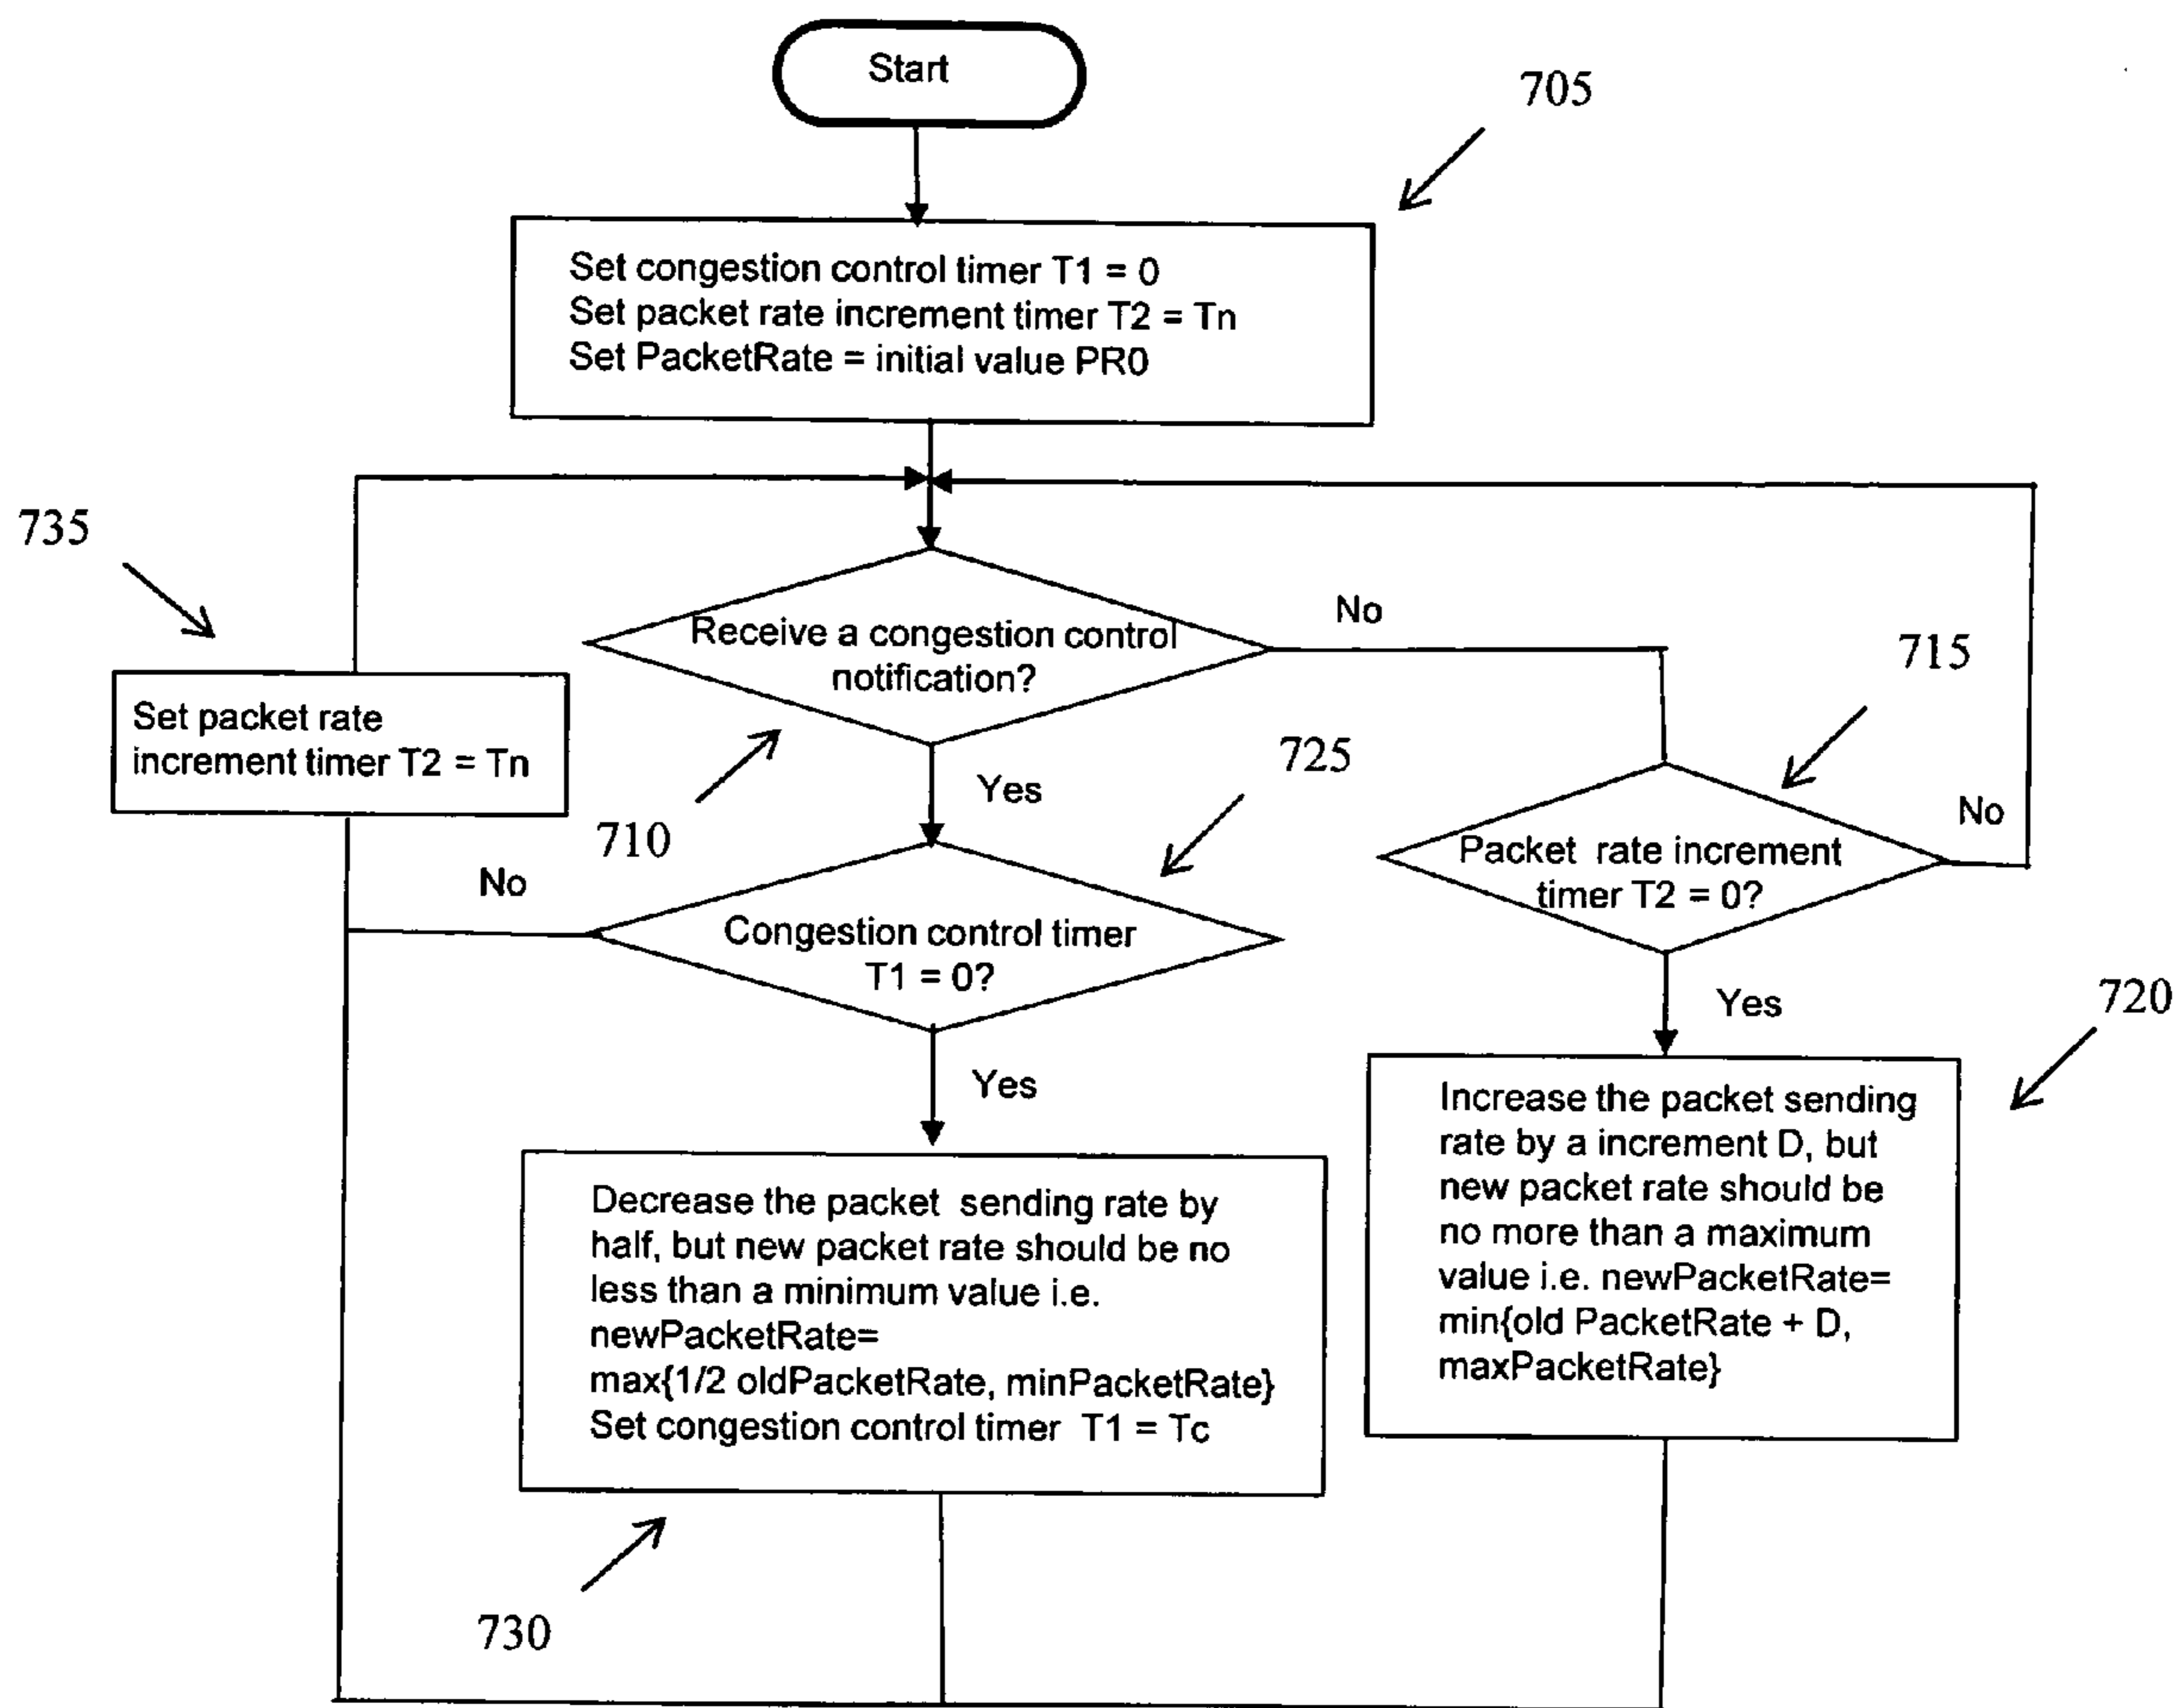 Start
705
Set congestion control timer T1 = 0
Set packet rate increment timer T2 = Tn
Set PacketRate = initial value PR0
735
Receive a congestion control
notification?
No
715
Set packet rate
increment timer T2 = Tn
710
Yes
725
No
Congestion control timer
T1 = 0?
Packet rate increment
timer T2 = 0?
No
Yes
Yes
720
Decrease the packet sending rate by
half, but new packet rate should be no
less than a minimum value i.e.
newPacketRate=
max{1/2 oldPacketRate, minPacketRate}
Set congestion control timer T1 = Tc
730
Increase the packet sending
rate by a increment D, but
new packet rate should be
no more than a maximum
value i.e. newPacketRate=
min{old PacketRate + D,
maxPacketRate}